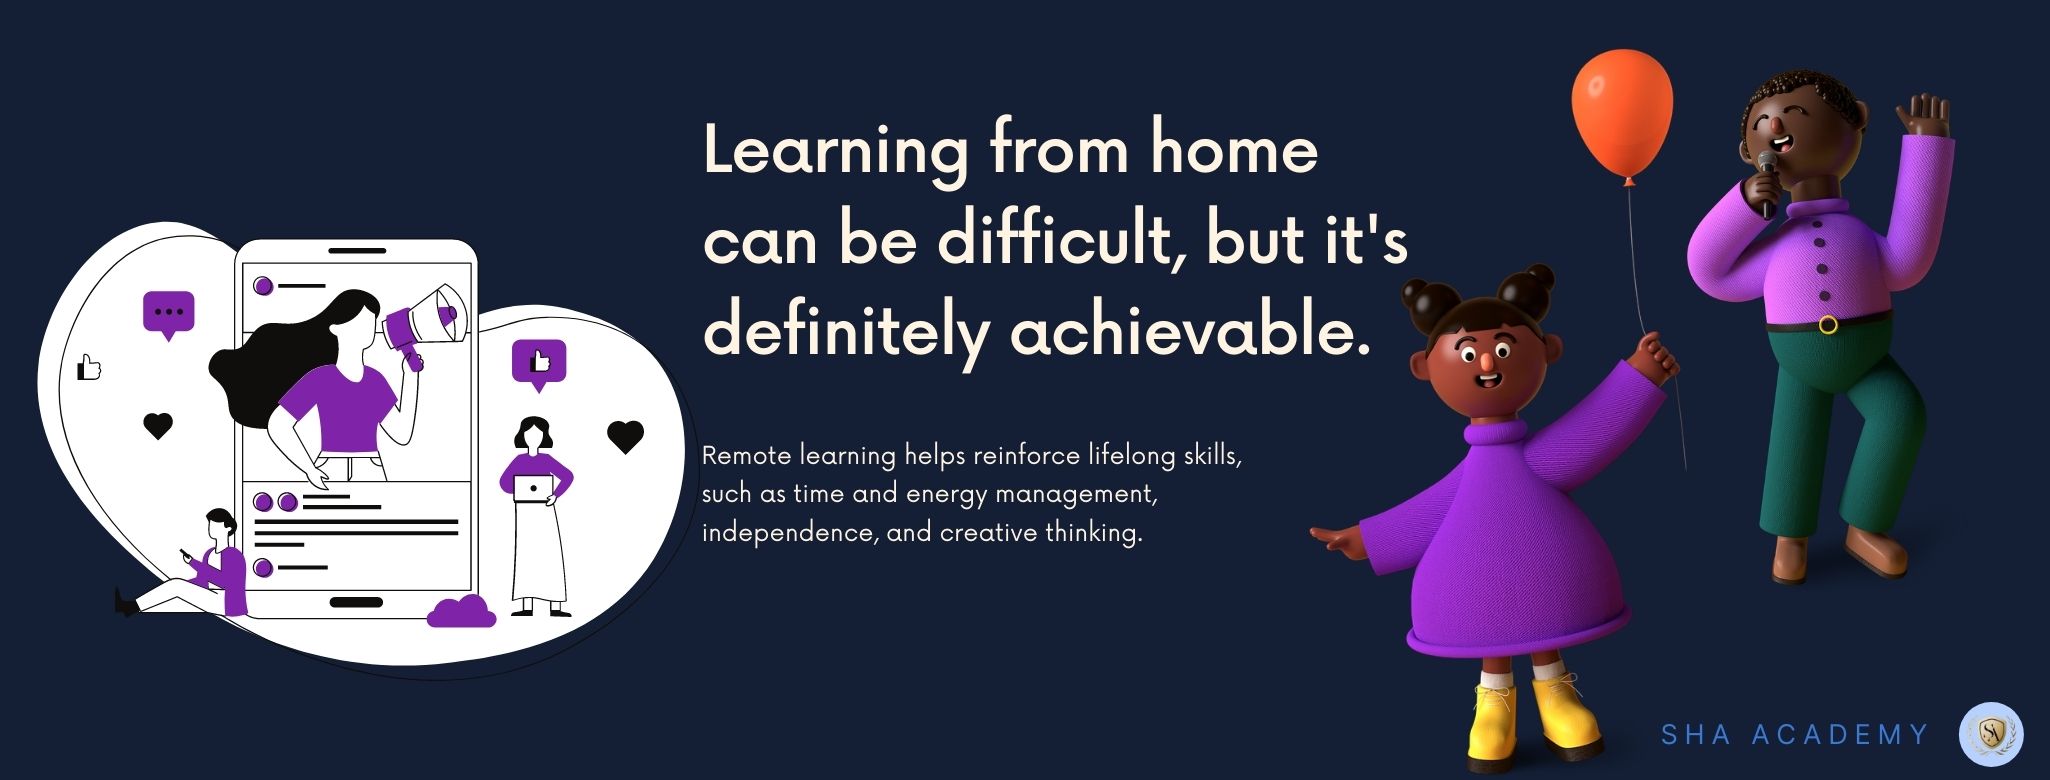 Learning from home
can be difficult, but it's
definitely achievable.
Remote learning helps reinforce lifelong skills,
such as time and energy management,
independence, and creative thinking.
SHA ACADEMY
SA